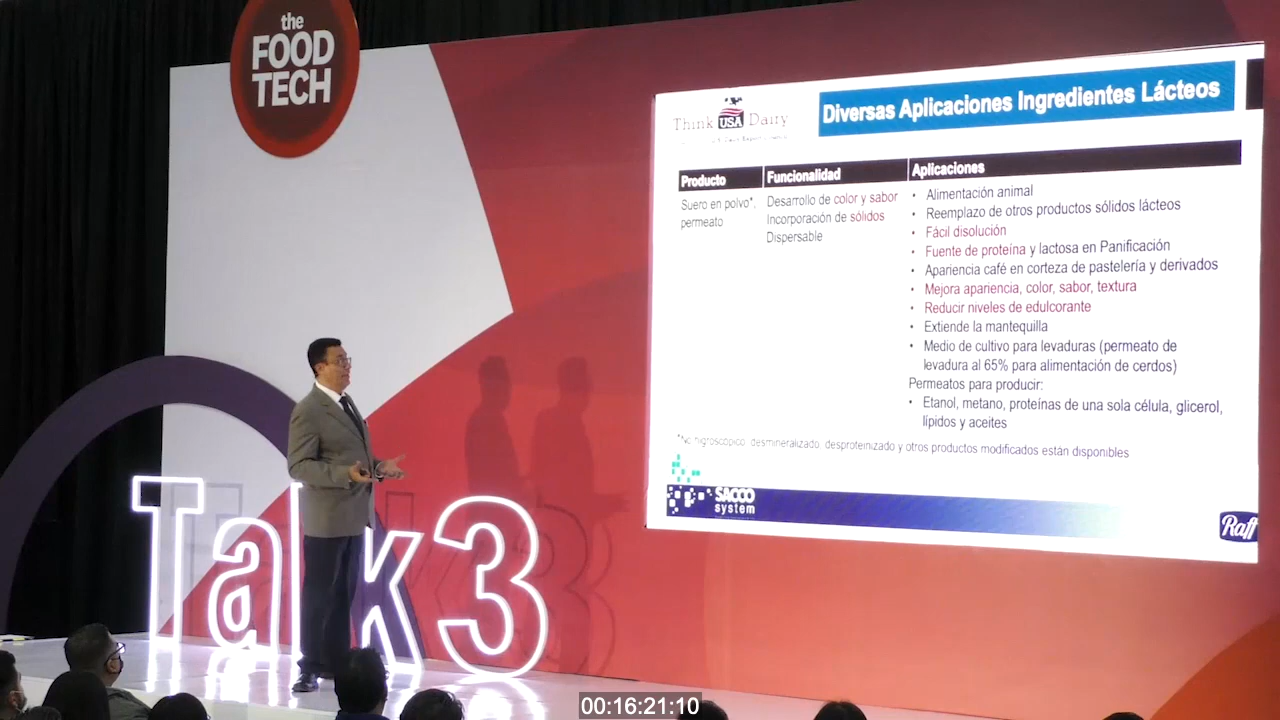 the
FOOD
TECH
Think USA Dairy
Diversas Aplicaciones Ingredientes Lácteos
Producto
Funcionalidad
Aplicaciones
Suero en polvo*,
permeato
Desarrollo de color y sabor
Incorporación de sólidos
Dispersable
• Alimentación animal
• Reemplazo de otros productos sólidos lácteos
• Fácil disolución
• Fuente de proteína y lactosa en Panificación
• Apariencia café en corteza de pastelería y derivados
• Mejora apariencia, color, sabor, textura
• Reducir niveles de edulcorante
• Extiende la mantequilla
• Medio de cultivo para levaduras (permeato de
levadura al 65% para alimentación de cerdos)
Permeatos para producir:
• Etanol, metano, proteínas de una sola célula, glicerol,
lípidos y aceites
*No higroscópico, desmineralizado, desproteinizado y otros productos modificados están disponibles
SACCO
system
Raff
Talk3
00:16:21:10